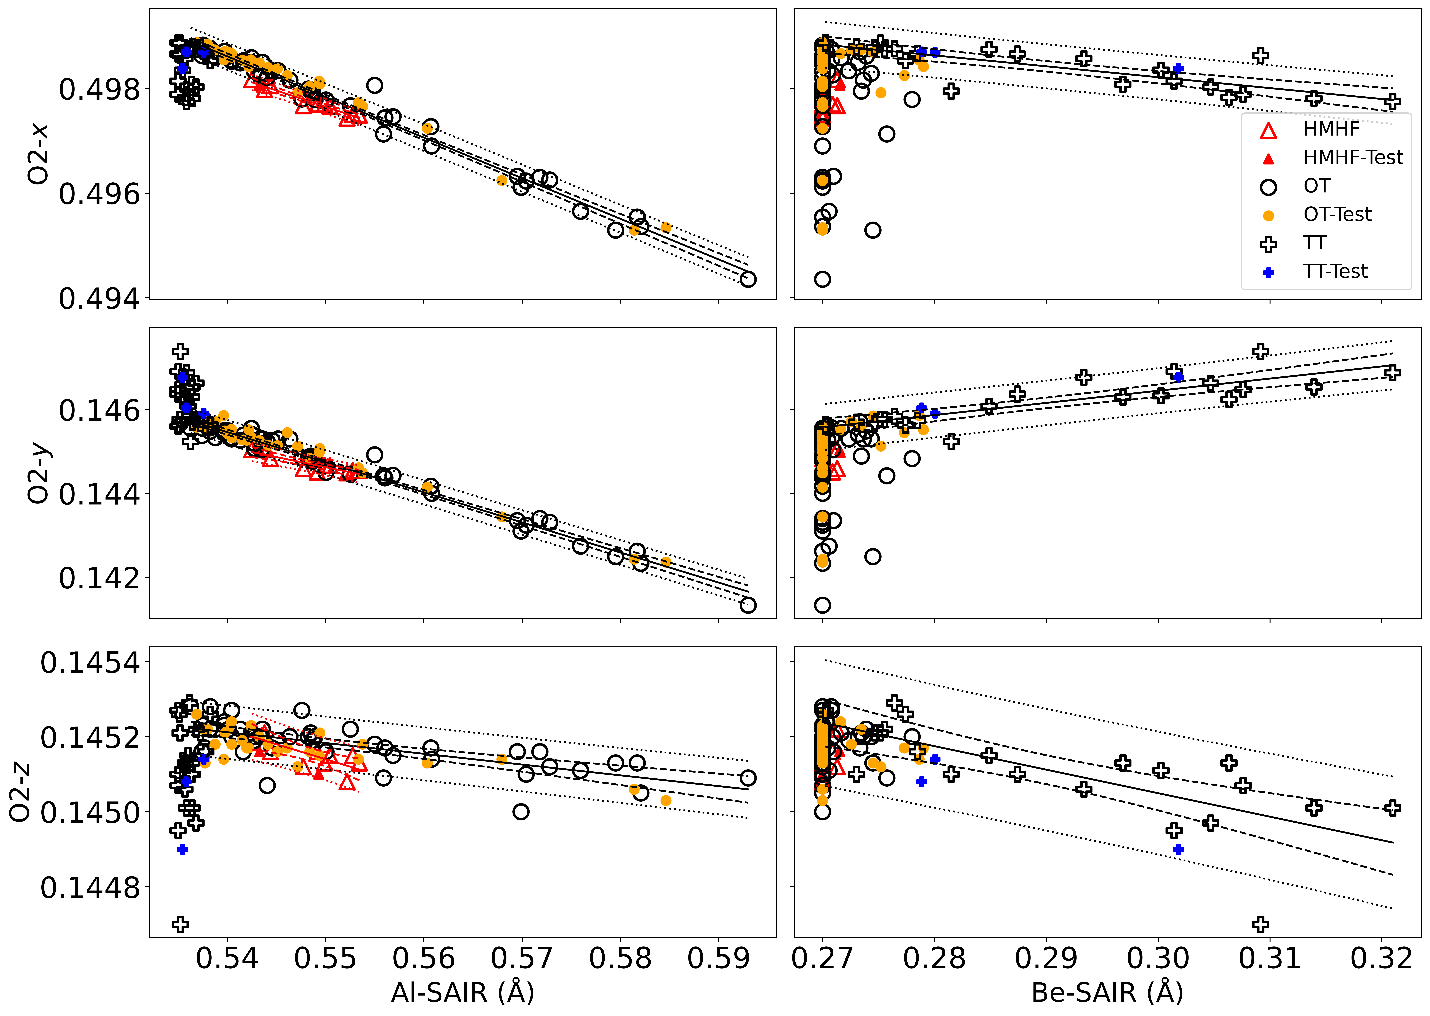 O2-x
0.498
0.496
0.494
HMHF
HMHF-Test
OT
OT-Test
TT
TT-Test
O2-y
0.146
0.144
0.142
O2-z
0.1454
0.1452
0.1450
0.1448
0.54 0.55 0.56 0.57 0.58 0.59
0.27 0.28 0.29 0.30 0.31 0.32
Al-SAIR (Å)
Be-SAIR (Å)